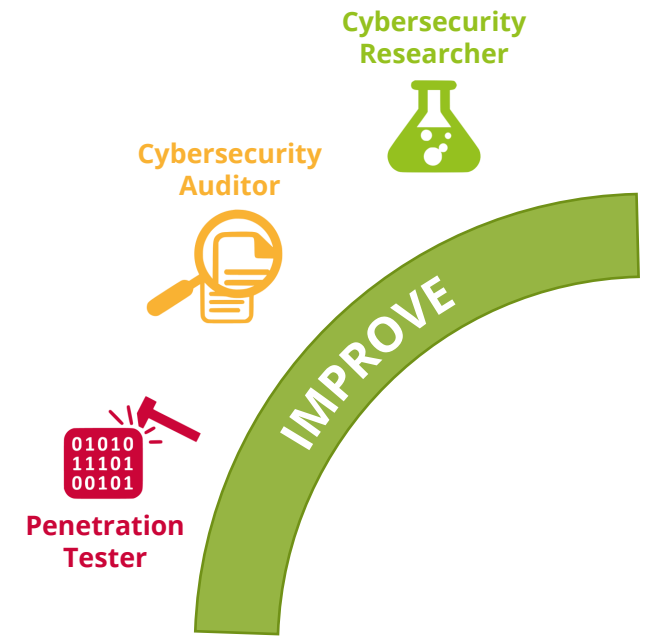 Cybersecurity
Researcher
Cybersecurity
Auditor
IMPROVE
01010
11101
00101
Penetration
Tester